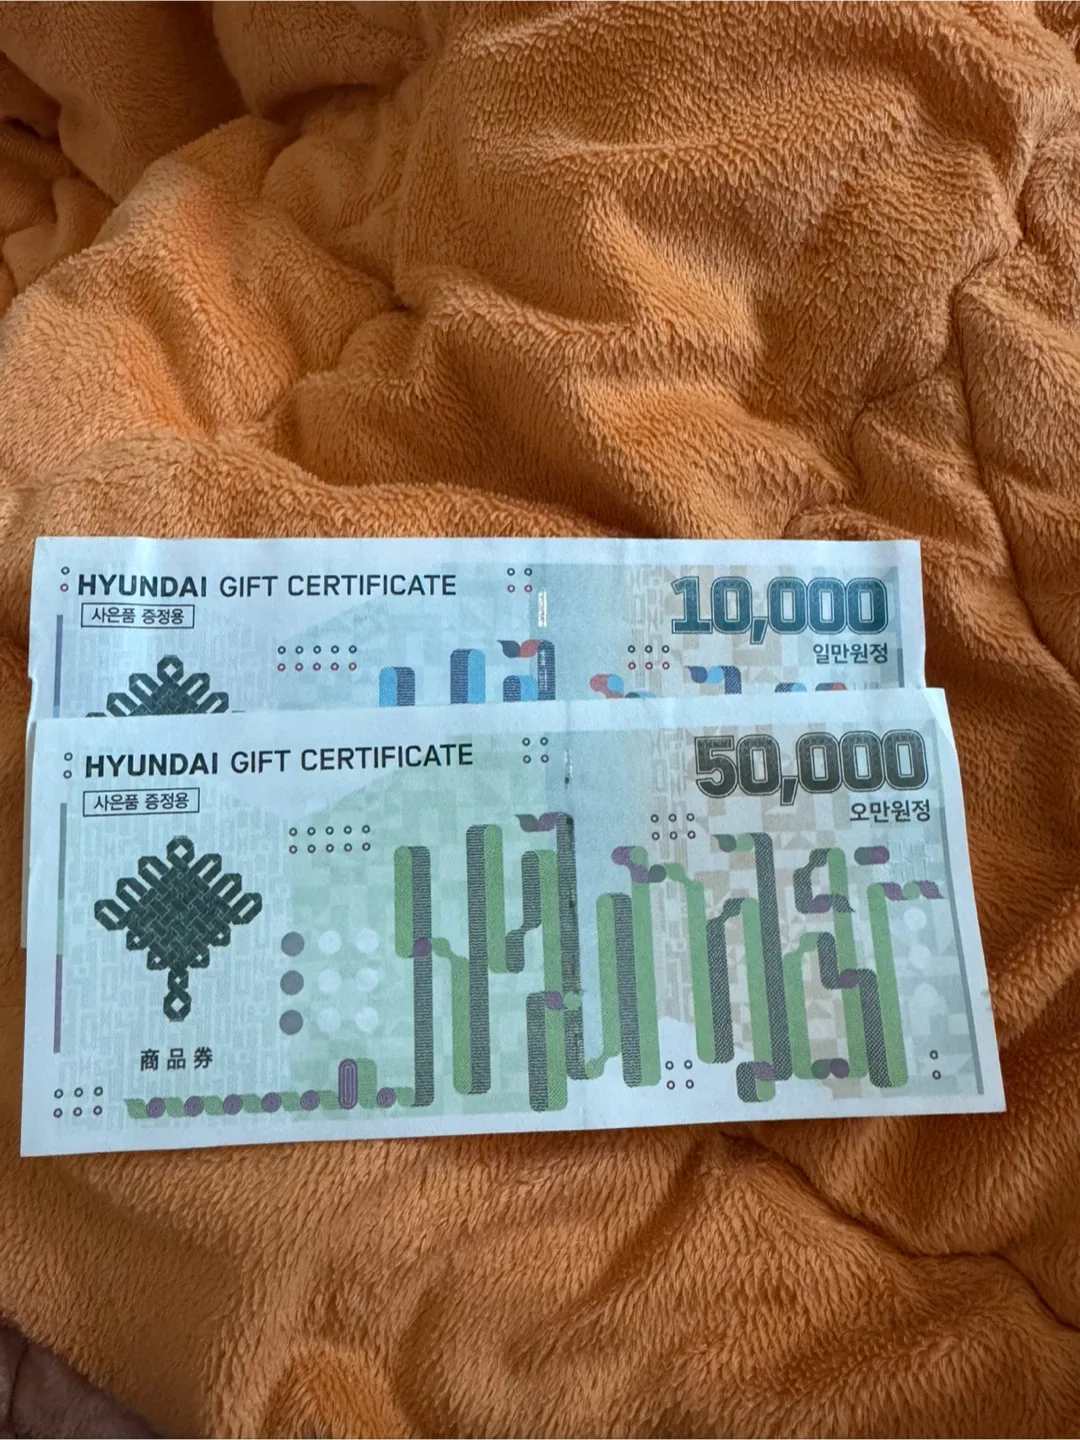 HYUNDAI GIFT CERTIFICATE
사은품 증정용
10,000
일만원정
HYUNDAI GIFT CERTIFICATE
사은품 증정용
50,000
오만원정
商品券